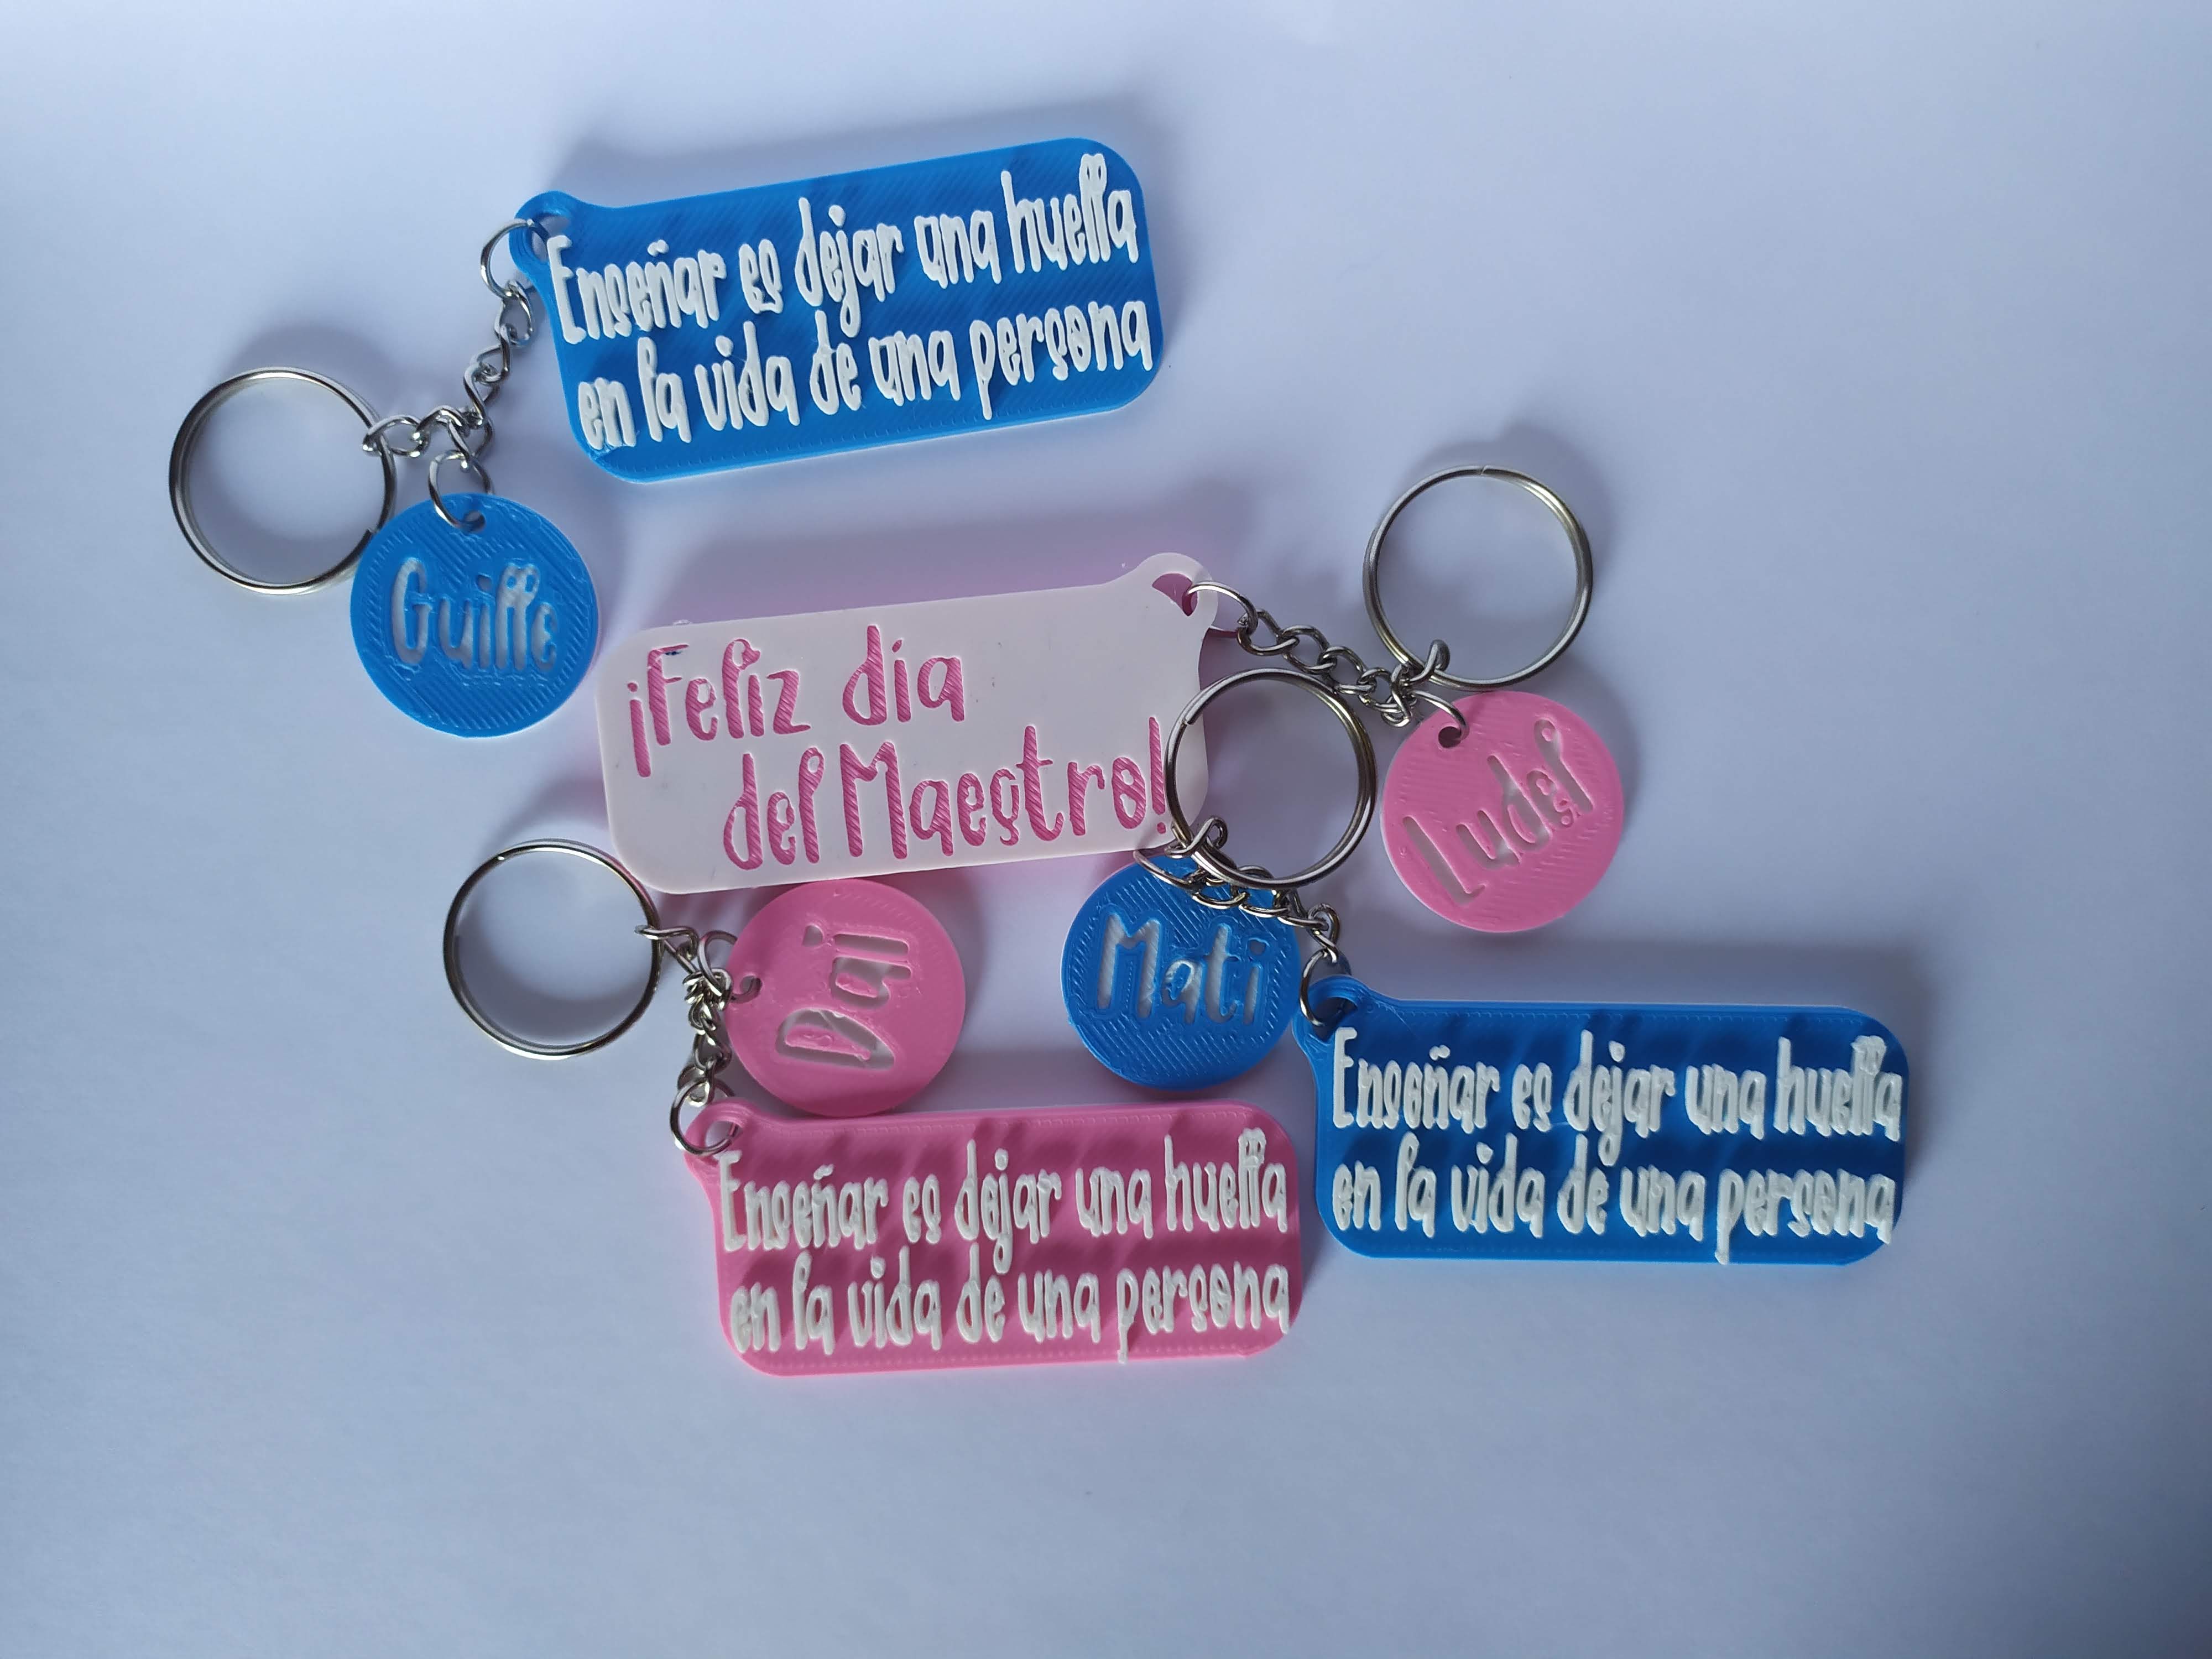 Enseñar es dejar una huella
en la vida de una persona
Guille
¡Feliz día
del Maestro!
Ludel
Dai
Mati
Enseñar es dejar una huella
en la vida de una persona
Enseñar es dejar una huella
en la vida de una persona